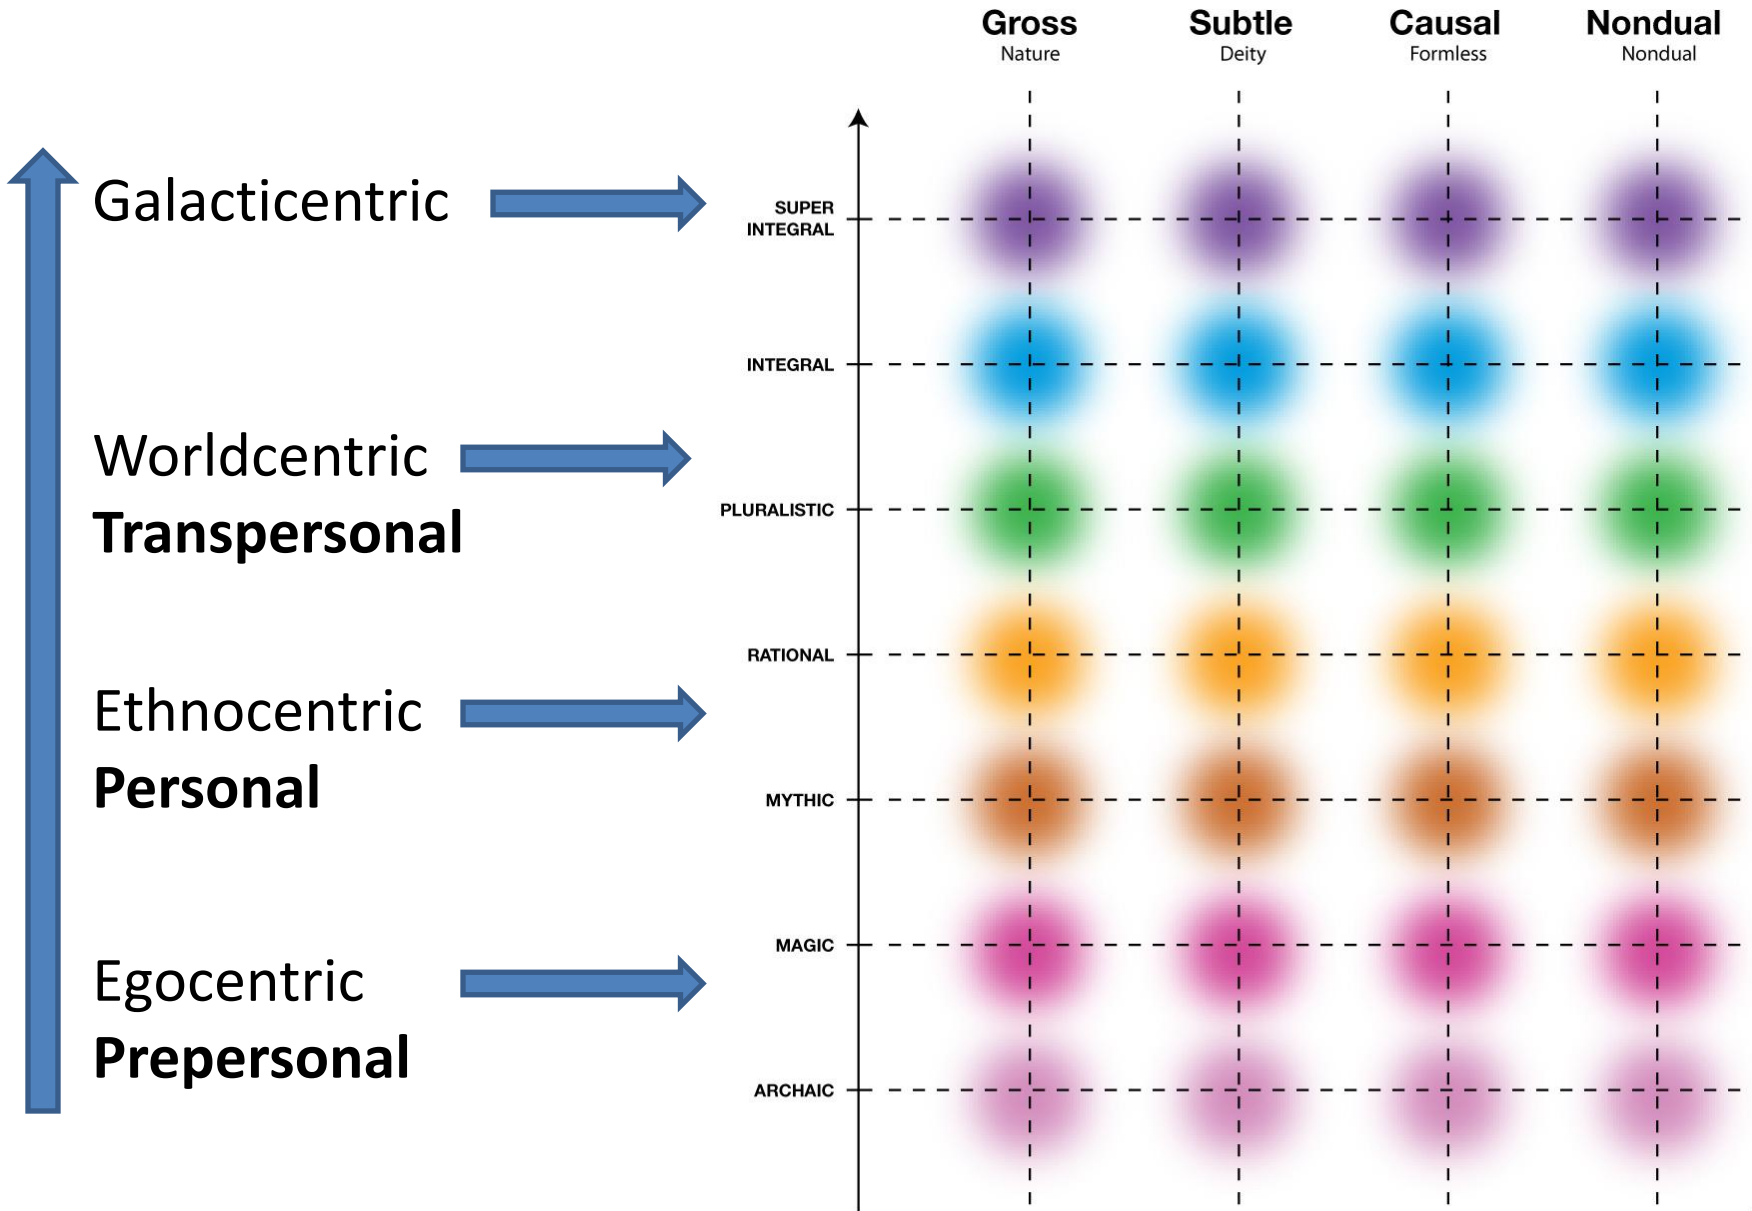 Gross
Nature
Subtle
Deity
Causal
Formless
Nondual
Nondual
Galacticentric
SUPER
INTEGRAL
INTEGRAL
Worldcentric
Transpersonal
PLURALISTIC
RATIONAL
Ethnocentric
Personal
MYTHIC
MAGIC
Egocentric
Prepersonal
ARCHAIC